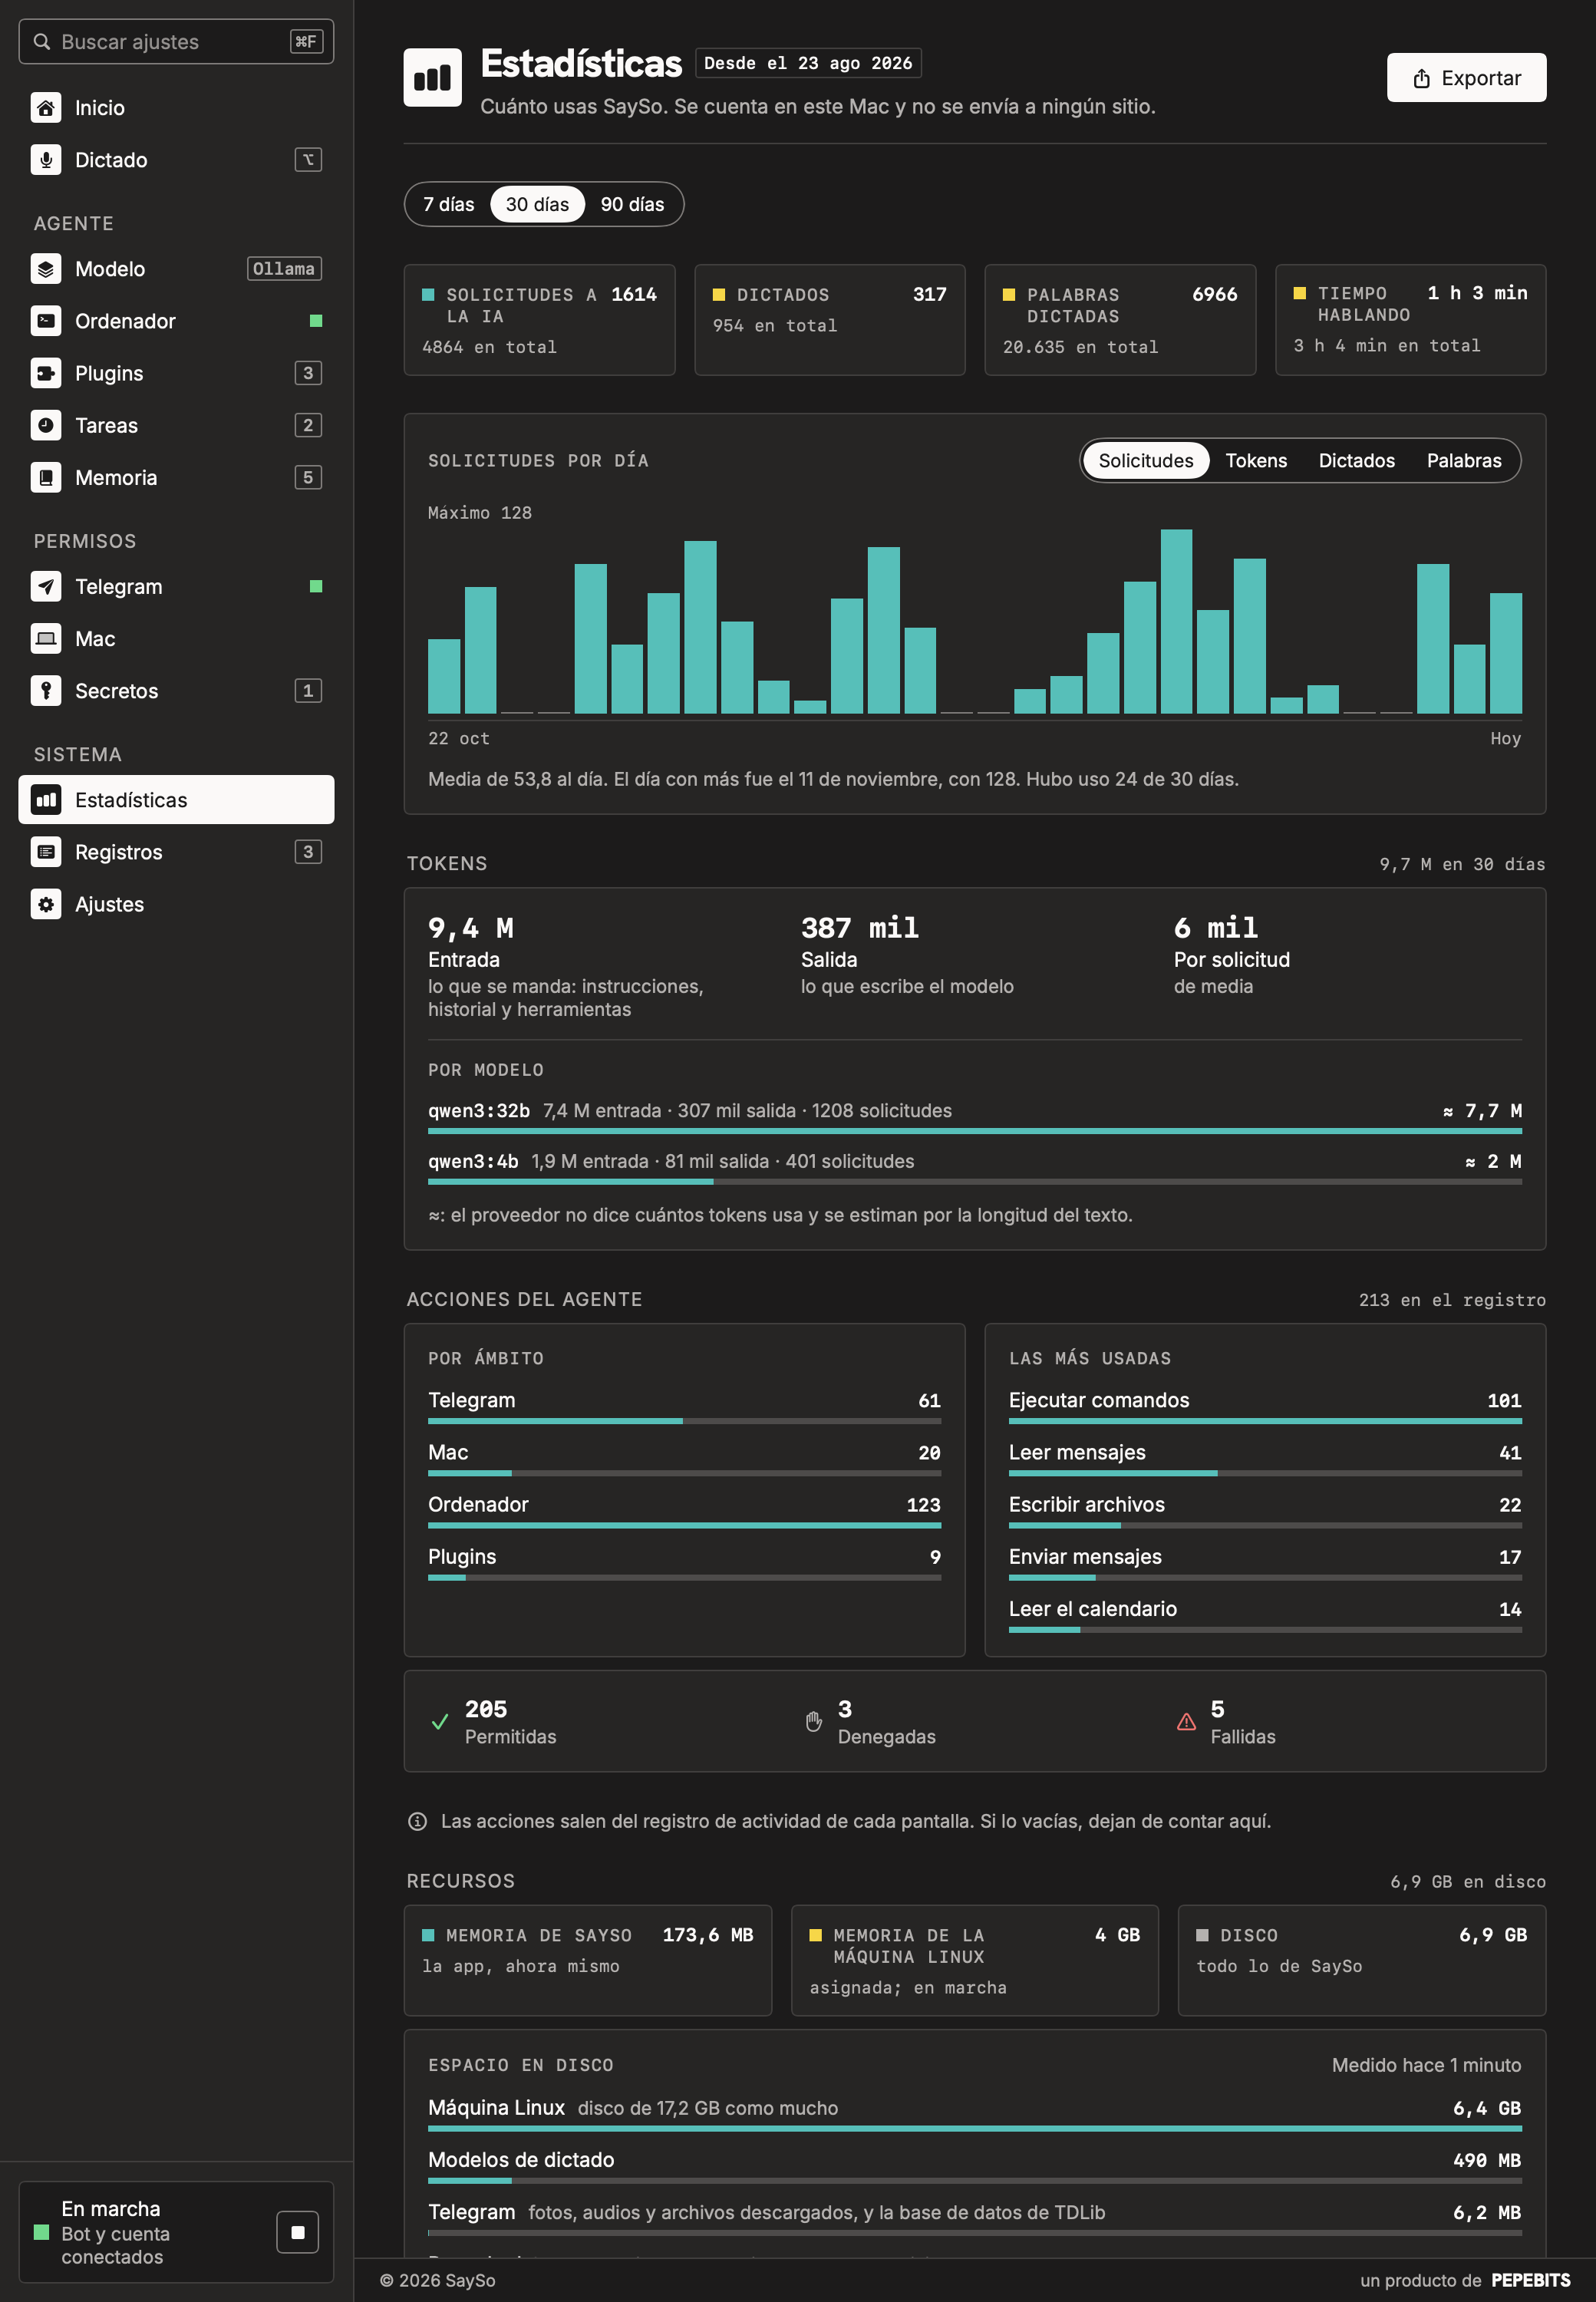 Buscar ajustes ⌘F
Inicio
Dictado ⌥
AGENTE
Modelo Ollama
Ordenador
Plugins 3
Tareas 2
Memoria 5
PERMISOS
Telegram
Mac
Secretos 1
SISTEMA
Estadísticas
Registros 3
Ajustes
En marcha
Bot y cuenta
conectados
Estadísticas Desde el 23 ago 2026
Cuánto usas SaySo. Se cuenta en este Mac y no se envía a ningún sitio.
Exportar
7 días 30 días 90 días
SOLICITUDES A 1614
LA IA
4864 en total
DICTADOS 317
954 en total
PALABRAS 6966
DICTADAS
20.635 en total
TIEMPO 1 h 3 min
HABLANDO
3 h 4 min en total
SOLICITUDES POR DÍA
Solicitudes Tokens Dictados Palabras
Máximo 128
22 oct Hoy
Media de 53,8 al día. El día con más fue el 11 de noviembre, con 128. Hubo uso 24 de 30 días.
TOKENS 9,7 M en 30 días
9,4 M
Entrada
lo que se manda: instrucciones,
historial y herramientas
387 mil
Salida
lo que escribe el modelo
6 mil
Por solicitud
de media
POR MODELO
qwen3:32b 7,4 M entrada · 307 mil salida · 1208 solicitudes ≈ 7,7 M
qwen3:4b 1,9 M entrada · 81 mil salida · 401 solicitudes ≈ 2 M
≈: el proveedor no dice cuántos tokens usa y se estiman por la longitud del texto.
ACCIONES DEL AGENTE 213 en el registro
POR ÁMBITO
Telegram 61
Mac 20
Ordenador 123
Plugins 9
LAS MÁS USADAS
Ejecutar comandos 101
Leer mensajes 41
Escribir archivos 22
Enviar mensajes 17
Leer el calendario 14
205
Permitidas
3
Denegadas
5
Fallidas
Las acciones salen del registro de actividad de cada pantalla. Si lo vacías, dejan de contar aquí.
RECURSOS 6,9 GB en disco
MEMORIA DE SAYSO 173,6 MB
la app, ahora mismo
MEMORIA DE LA 4 GB
MÁQUINA LINUX
asignada; en marcha
DISCO 6,9 GB
todo lo de SaySo
ESPACIO EN DISCO Medido hace 1 minuto
Máquina Linux disco de 17,2 GB como mucho 6,4 GB
Modelos de dictado 490 MB
Telegram fotos, audios y archivos descargados, y la base de datos de TDLib 6,2 MB
© 2026 SaySo un producto de PEPEBITS